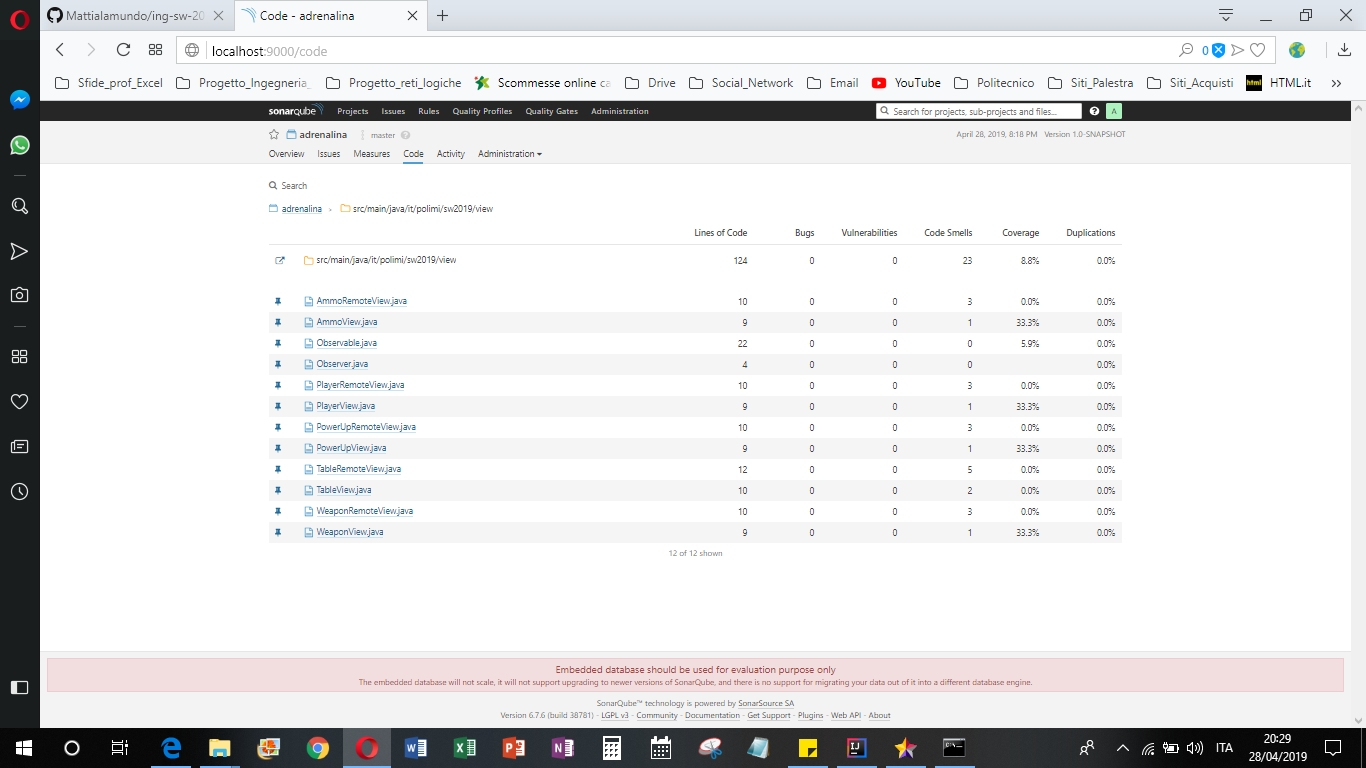 Mattialamundo/ing-sw-20
Code - adrenalina
localhost:9000/code
0
Sfide_prof_Excel
Progetto_Ingegneria_
Progetto_reti_logiche
Scommesse online ca
Drive
Social_Network
Email
YouTube
Politecnico
Siti_Palestra
Siti_Acquisti
html
HTML.it
sonarqube Projects Issues Rules Quality Profiles Quality Gates Administration Search for projects, sub-projects and files... A
adrenalina master April 28, 2019, 8:18 PM Version 1.0-SNAPSHOT
Overview Issues Measures Code Activity Administration
Search
adrenalina src/main/java/it/polimi/sw2019/view
Lines of Code Bugs Vulnerabilities Code Smells Coverage Duplications
src/main/java/it/polimi/sw2019/view 124 0 0 23 8.8% 0.0%
AmmoRemoteView.java 10 0 0 3 0.0% 0.0%
AmmoView.java 9 0 0 1 33.3% 0.0%
Observable.java 22 0 0 0 5.9% 0.0%
Observer.java 4 0 0 0 0.0%
PlayerRemoteView.java 10 0 0 3 0.0% 0.0%
PlayerView.java 9 0 0 1 33.3% 0.0%
PowerUpRemoteView.java 10 0 0 3 0.0% 0.0%
PowerUpView.java 9 0 0 1 33.3% 0.0%
TableRemoteView.java 12 0 0 5 0.0% 0.0%
TableView.java 10 0 0 2 0.0% 0.0%
WeaponRemoteView.java 10 0 0 3 0.0% 0.0%
WeaponView.java 9 0 0 1 33.3% 0.0%
12 of 12 shown
Embedded database should be used for evaluation purpose only
The embedded database will not scale, it will not support upgrading to newer versions of SonarQube, and there is no support for migrating your data out of it into a different database engine.
SonarQube™ technology is powered by SonarSource SA
Version 6.7.6 (build 38781) - LGPL v3 - Community - Documentation - Get Support - Plugins - Web API - About
ITA
20:29
28/04/2019